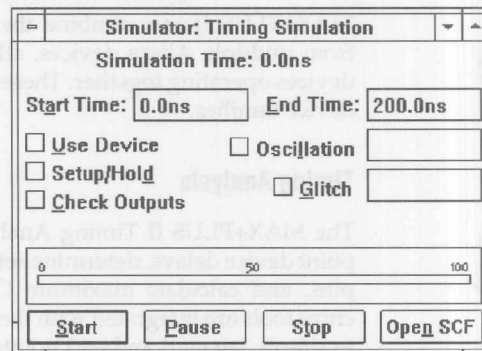 Simulator: Timing Simulation
Simulation Time: 0.0ns
Start Time: 0.0ns End Time: 200.0ns
Use Device Oscillation
Setup/Hold Glitch
Check Outputs
0 50 100
Start Pause Stop Open SCF